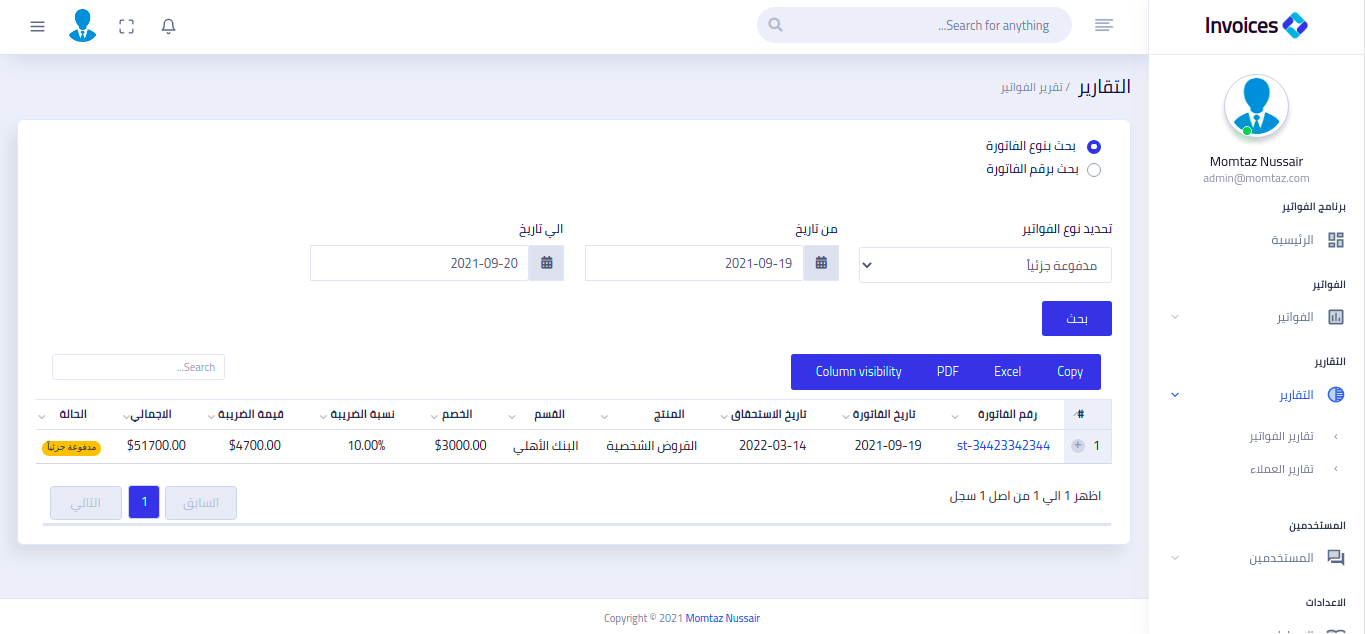 Invoices
Search for anything...
Momtaz Nussair
admin@momtaz.com
برنامج الفواتير
الرئيسية
الفواتير
الفواتير
التقارير
التقارير
تقارير الفواتير
تقارير العملاء
المستخدمين
المستخدمين
الاعدادات
التقارير / تقرير الفواتير
بحث بنوع الفاتورة
بحث برقم الفاتورة
تحديد نوع الفواتير من تاريخ الي تاريخ
مدفوعة جزئياً 2021-09-19 2021-09-20
بحث
Copy Excel PDF Column visibility
Search...
# رقم الفاتورة تاريخ القاتورة تاريخ الاستحقاق المنتج القسم الخصم نسبة الضريبة قيمة الضريبة الاجمالي الحالة
1 st-34423342344 2021-09-19 2022-03-14 القروض الشخصية البنك الأهلي $3000.00 10.00% $4700.00 $51700.00 مدفوعة جزئياً
اظهر 1 الي 1 من اصل 1 سجل
السابق 1 التالي
Copyright © 2021 Momtaz Nussair